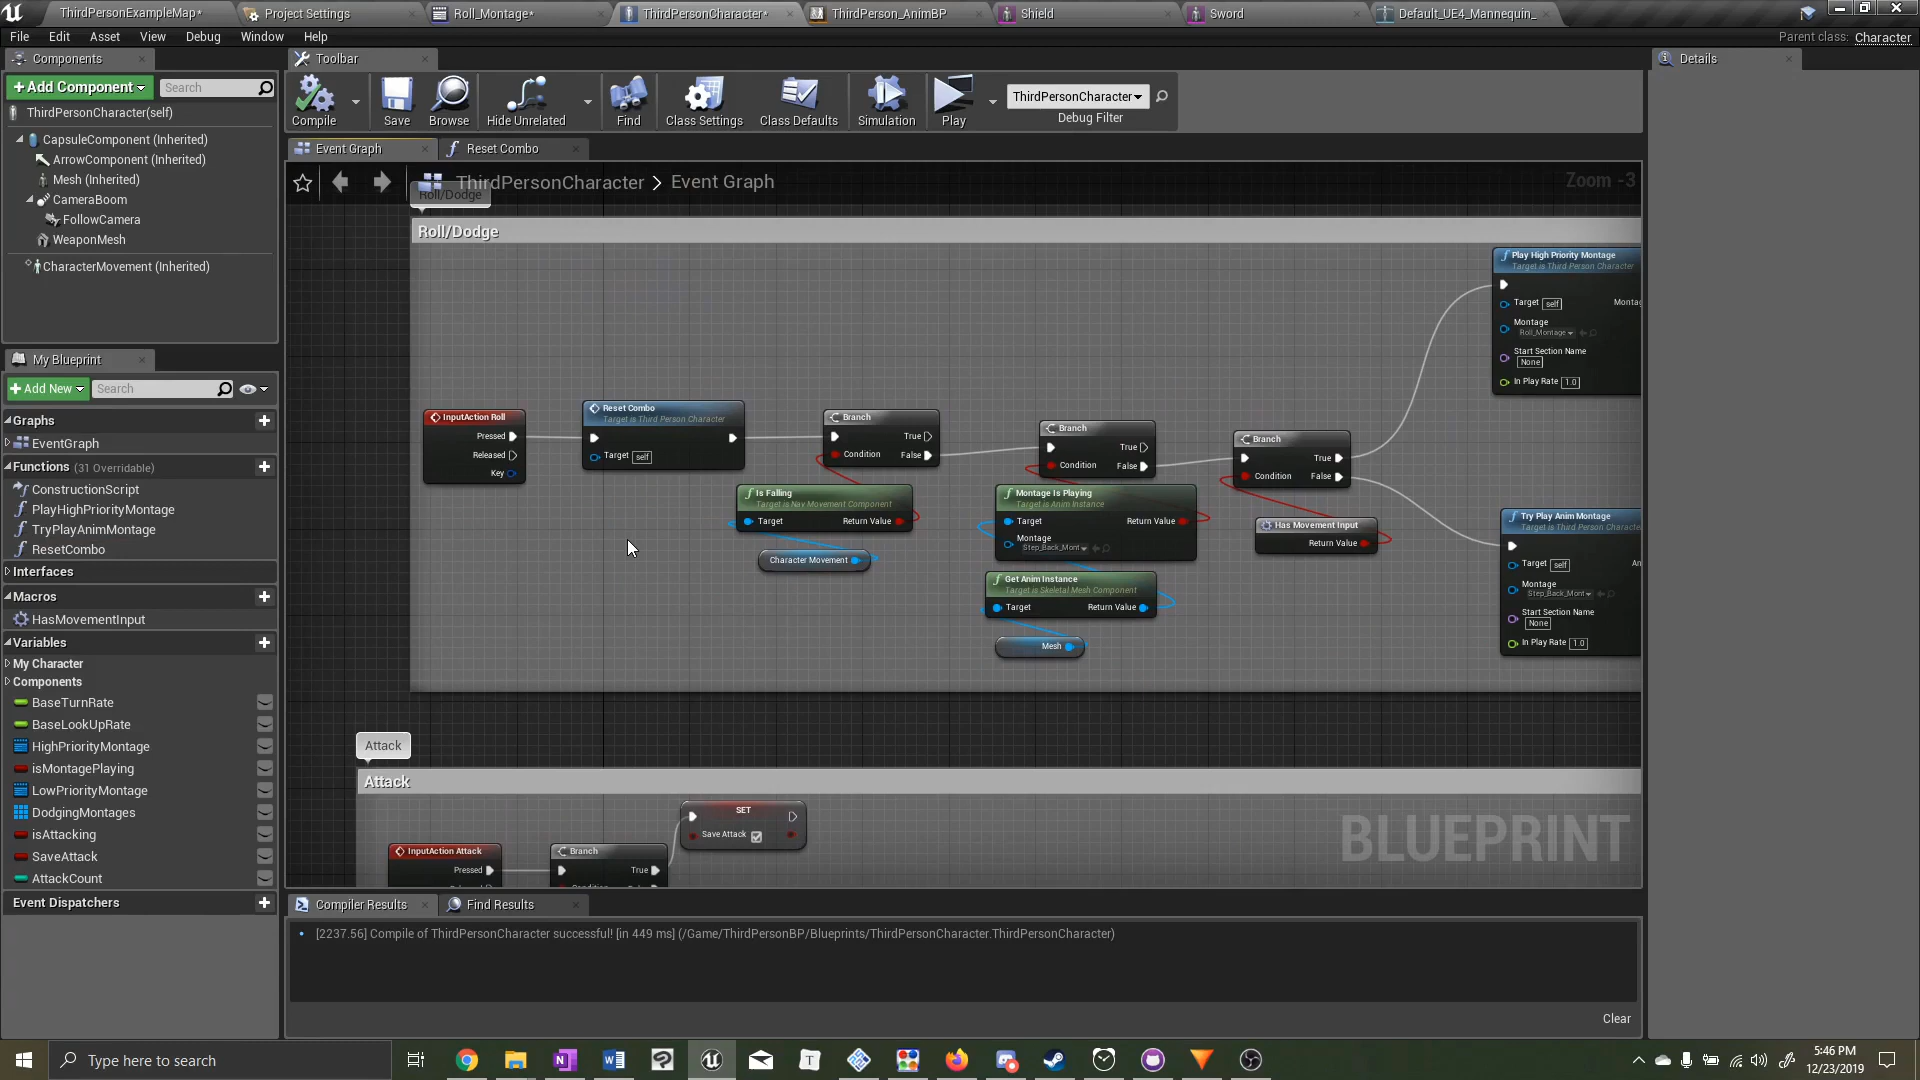 ThirdPersonExampleMap*
Project Settings
Roll_Montage*
ThirdPersonCharacter*
ThirdPerson_AnimBP
Shield
Sword
Default_UE4_Mannequin_
File Edit Asset View Debug Window Help
Parent class: Character
Components
Toolbar
Details
+Add Component
Search
ThirdPersonCharacter(self)
CapsuleComponent (Inherited)
ArrowComponent (Inherited)
Mesh (Inherited)
CameraBoom
FollowCamera
WeaponMesh
CharacterMovement (Inherited)
Compile
Save
Browse
Hide Unrelated
Find
Class Settings
Class Defaults
Simulation
Play
ThirdPersonCharacter
Debug Filter
Event Graph
Reset Combo
ThirdPersonCharacter > Event Graph
Zoom -3
Roll/Dodge
Roll/Dodge
InputAction Roll
Pressed
Released
Key
Reset Combo
Target is Third Person Character
Target self
Branch
True
Condition False
Is Falling
Target is Nav Movement Component
Target Return Value
Character Movement
Branch
True
Condition False
Montage Is Playing
Target is Anim Instance
Target Return Value
Montage
Step_Back_Mont
Get Anim Instance
Target is Skeletal Mesh Component
Target Return Value
Mesh
Branch
True
Condition False
Has Movement Input
Return Value
Play High Priority Montage
Target is Third Person Character
Target self Monta
Montage
Roll_Montage
Start Section Name
None
In Play Rate 1.0
Try Play Anim Montage
Target is Third Person Character
Target self An
Montage
Step_Back_Mont
Start Section Name
None
In Play Rate 1.0
Attack
Attack
InputAction Attack
Pressed
Branch
True
SET
Save Attack
BLUEPRINT
My Blueprint
+Add New
Search
Graphs
EventGraph
Functions (31 Overridable)
ConstructionScript
PlayHighPriorityMontage
TryPlayAnimMontage
ResetCombo
Interfaces
Macros
HasMovementInput
Variables
My Character
Components
BaseTurnRate
BaseLookUpRate
HighPriorityMontage
isMontagePlaying
LowPriorityMontage
DodgingMontages
isAttacking
SaveAttack
AttackCount
Event Dispatchers
Compiler Results
Find Results
[2237.56] Compile of ThirdPersonCharacter successful! [in 449 ms] (/Game/ThirdPersonBP/Blueprints/ThirdPersonCharacter.ThirdPersonCharacter)
Clear
Type here to search
5:46 PM
12/23/2019